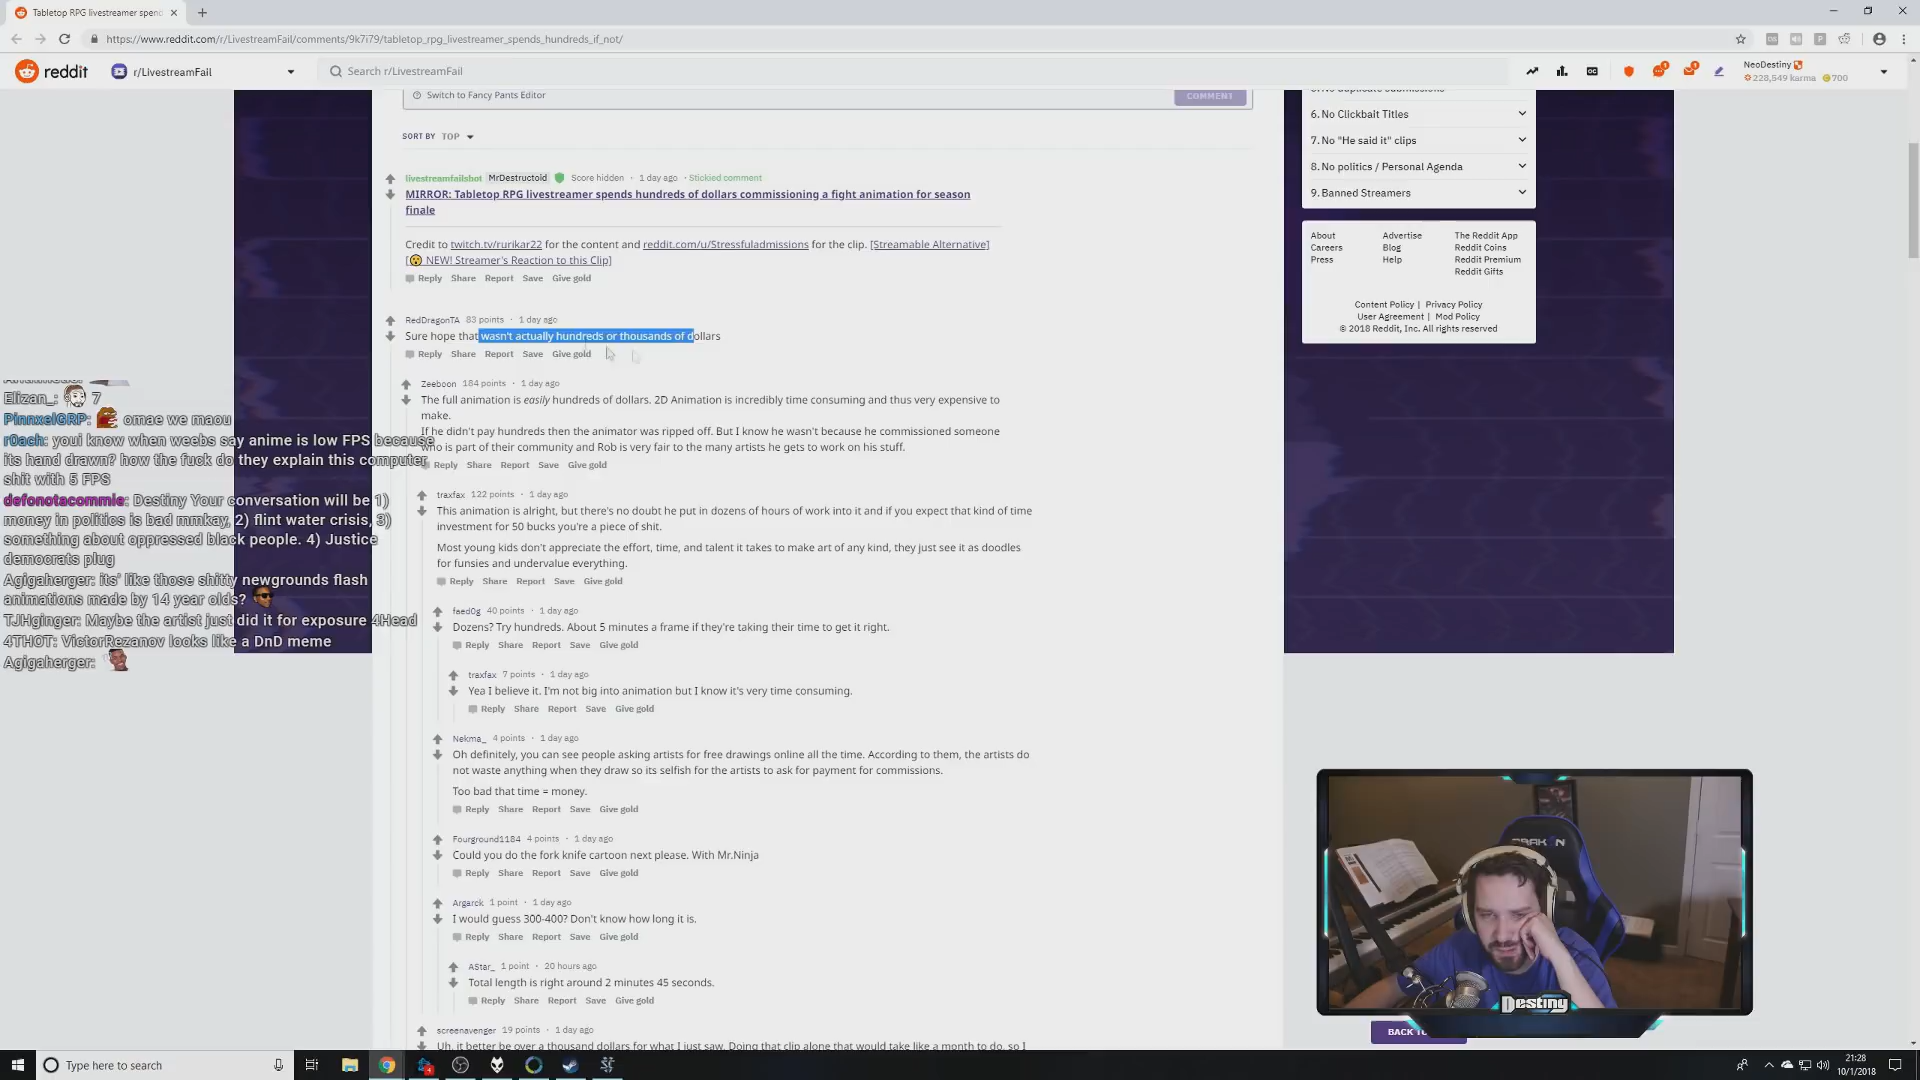 Tabletop RPG livestreamer spend
https://www.reddit.com/r/LivestreamFail/comments/9k7i79/tabletop_rpg_livestreamer_spends_hundreds_if_not/
reddit
r/LivestreamFail
Search r/LivestreamFail
NeoDestiny
223,549 karma
700
Switch to Fancy Pants Editor
COMMENT
SORT BY TOP
livestreamfailsbot MrDestructoid Score hidden · 1 day ago · Stickied comment
MIRROR: Tabletop RPG livestreamer spends hundreds of dollars commissioning a fight animation for season
finale
Credit to twitch.tv/rurikar22 for the content and reddit.com/u/Stressfuladmissions for the clip. [Streamable Alternative]
[😲 NEW! Streamer's Reaction to this Clip]
Reply Share Report Save Give gold
RedDragonTA 83 points · 1 day ago
Sure hope that wasn't actually hundreds or thousands of dollars
Reply Share Report Save Give gold
Zeeboon 184 points · 1 day ago
The full animation is easily hundreds of dollars. 2D Animation is incredibly time consuming and thus very expensive to
make.
If he didn't pay hundreds then the animator was ripped off. But I know he wasn't because he commissioned someone
who is part of their community and Rob is very fair to the many artists he gets to work on his stuff.
Reply Share Report Save Give gold
traxfax 122 points · 1 day ago
This animation is alright, but there's no doubt he put in dozens of hours of work into it and if you expect that kind of time
investment for 50 bucks you're a piece of shit.
Most young kids don't appreciate the effort, time, and talent it takes to make art of any kind, they just see it as doodles
for funsies and undervalue everything.
Reply Share Report Save Give gold
faed0g 40 points · 1 day ago
Dozens? Try hundreds. About 5 minutes a frame if they're taking their time to get it right.
Reply Share Report Save Give gold
traxfax 7 points · 1 day ago
Yea I believe it. I'm not big into animation but I know it's very time consuming.
Reply Share Report Save Give gold
Nekma_ 4 points · 1 day ago
Oh definitely, you can see people asking artists for free drawings online all the time. According to them, the artists do
not waste anything when they draw so its selfish for the artists to ask for payment for commissions.
Too bad that time = money.
Reply Share Report Save Give gold
Fourground1184 4 points · 1 day ago
Could you do the fork knife cartoon next please. With Mr.Ninja
Reply Share Report Save Give gold
Argarck 1 point · 1 day ago
I would guess 300-400? Don't know how long it is.
Reply Share Report Save Give gold
AStar_ 1 point · 20 hours ago
Total length is right around 2 minutes 45 seconds.
Reply Share Report Save Give gold
screenavenger 19 points · 1 day ago
Uh, it better be over a thousand dollars for what I just saw. Doing that clip alone that would take like a month to do, so I
6. No Clickbait Titles
7. No "He said it" clips
8. No politics / Personal Agenda
9. Banned Streamers
About Advertise The Reddit App
Careers Blog Reddit Coins
Press Help Reddit Premium
Reddit Gifts
Content Policy | Privacy Policy
User Agreement | Mod Policy
© 2018 Reddit, Inc. All rights reserved
Elizan_: 7
PinnxelGRP: omae we maou
r0ach: youi know when weebs say anime is low FPS because
its hand drawn? how the fuck do they explain this computer
shit with 5 FPS
defonotacommie: Destiny Your conversation will be 1)
money in politics is bad mmkay, 2) flint water crisis, 3)
something about oppressed black people. 4) Justice
democrats plug
Agigaherger: its' like those shitty newgrounds flash
animations made by 14 year olds?
TJHginger: Maybe the artist just did it for exposure 4Head
4THOT: VictorRezanov looks like a DnD meme
Agigaherger:
DRAKON
Destiny
BACK TO
Type here to search
21:28
10/1/2018